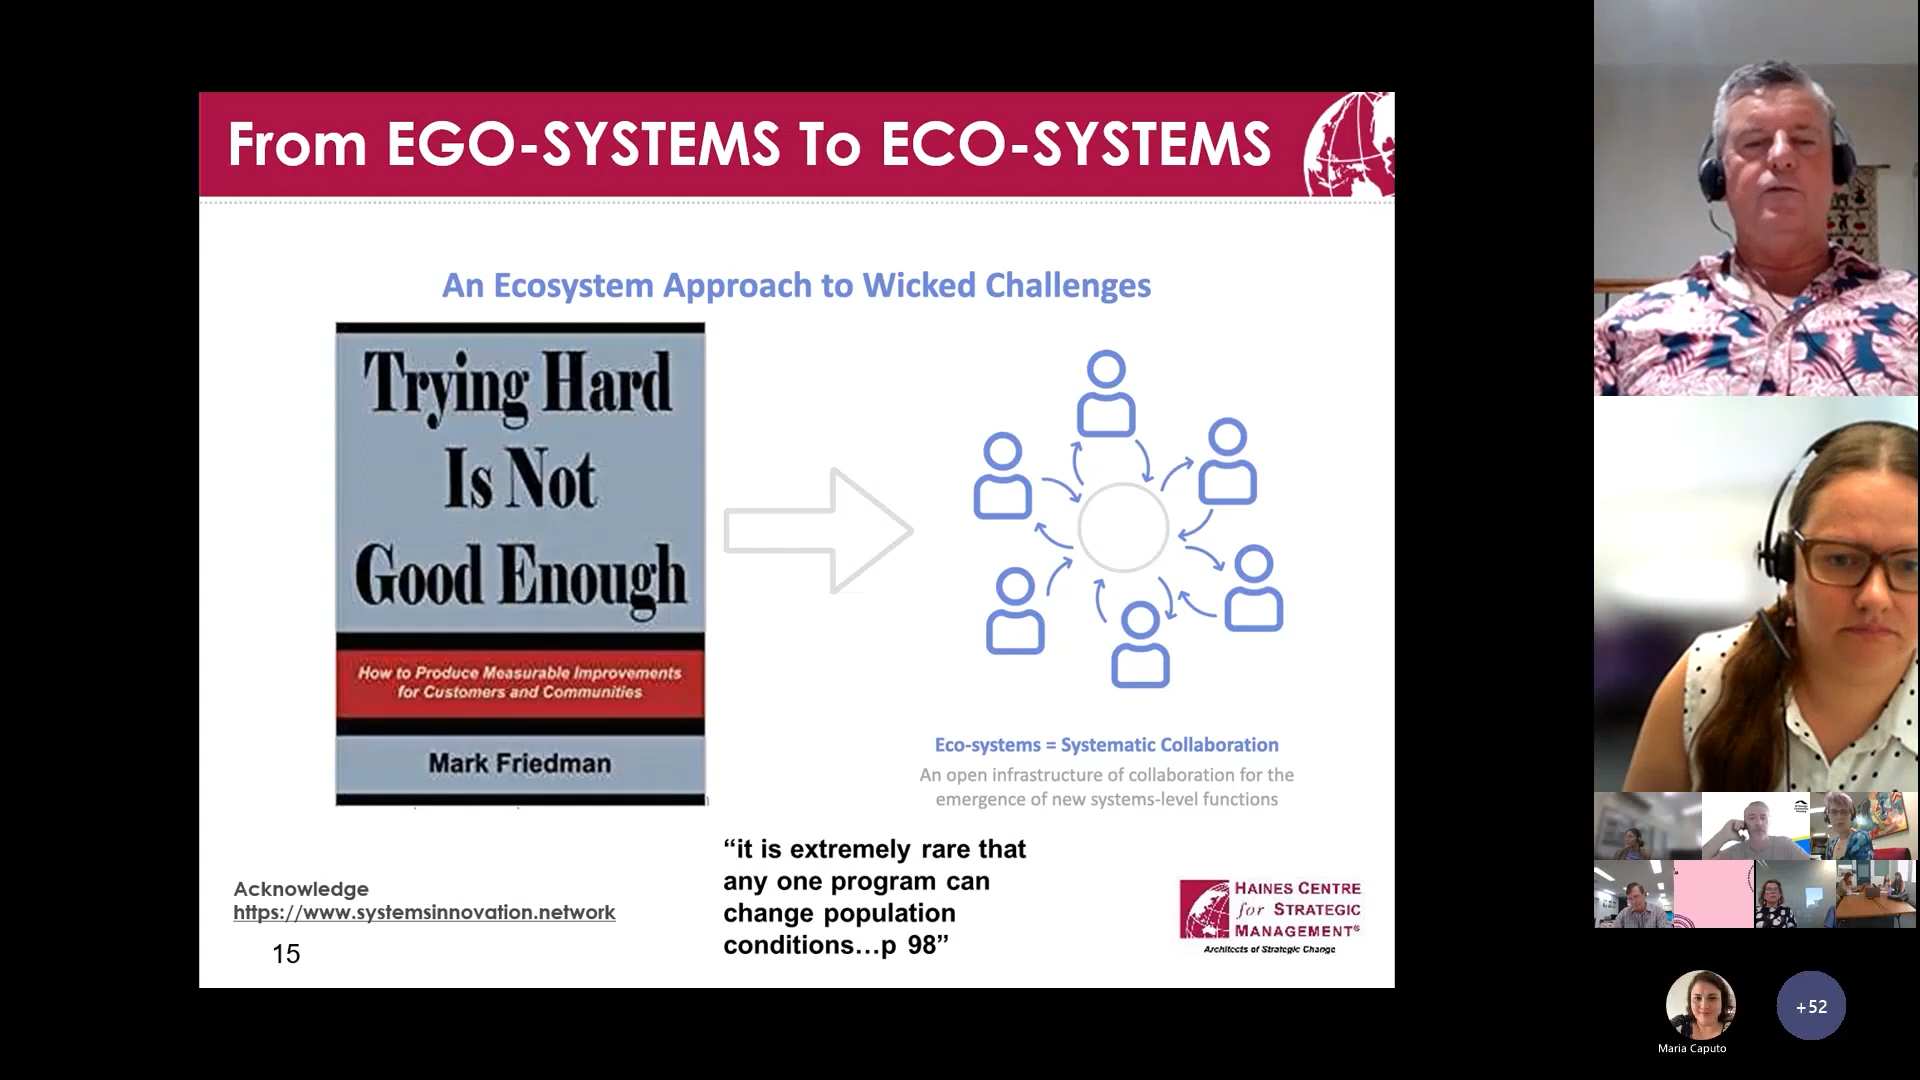 From EGO-SYSTEMS To ECO-SYSTEMS
An Ecosystem Approach to Wicked Challenges
Trying Hard
Is Not
Good Enough
How to Produce Measurable Improvements
for Customers and Communities
Mark Friedman
Eco-systems = Systematic Collaboration
An open infrastructure of collaboration for the
emergence of new systems-level functions
“it is extremely rare that
any one program can
change population
conditions…p 98”
Acknowledge
https://www.systemsinnovation.network
15
HAINES CENTRE
for STRATEGIC
MANAGEMENT®
Architects of Strategic Change
Maria Caputo
+52